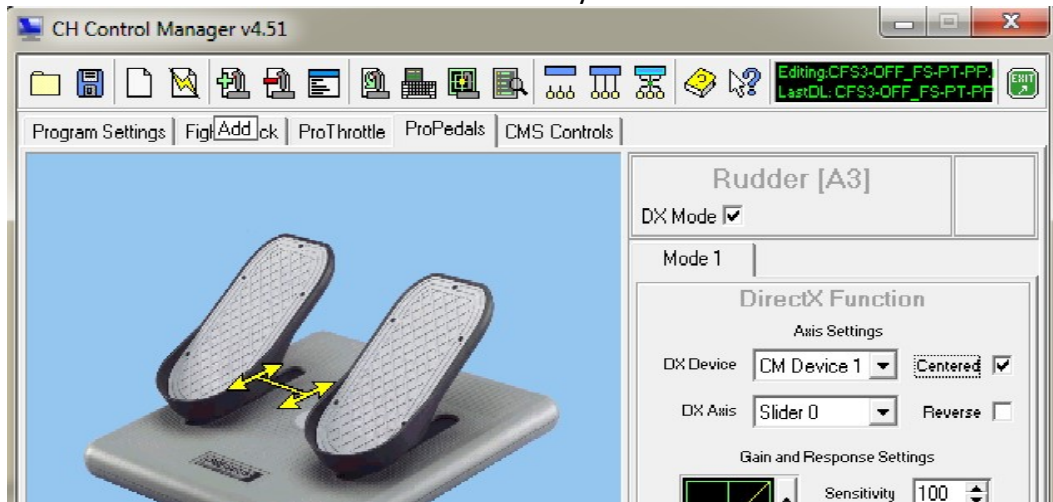 CH Control Manager v4.51
Editing:CFS3-OFF_FS-PT-PP.
LastDL: CFS3-OFF_FS-PT-PP
EXIT
Program Settings
Add
ck
ProThrottle
ProPedals
CMS Controls
Rudder [A3]
DX Mode
Mode 1
DirectX Function
Axis Settings
DX Device CM Device 1 Centered
DX Axis Slider 0 Reverse
Gain and Response Settings
Sensitivity 100